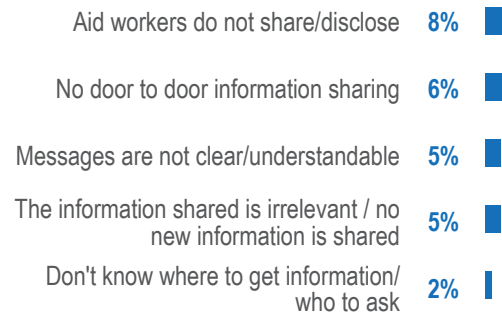 Aid workers do not share/disclose 8%
No door to door information sharing 6%
Messages are not clear/understandable 5%
The information shared is irrelevant / no
new information is shared 5%
Don't know where to get information/
who to ask 2%